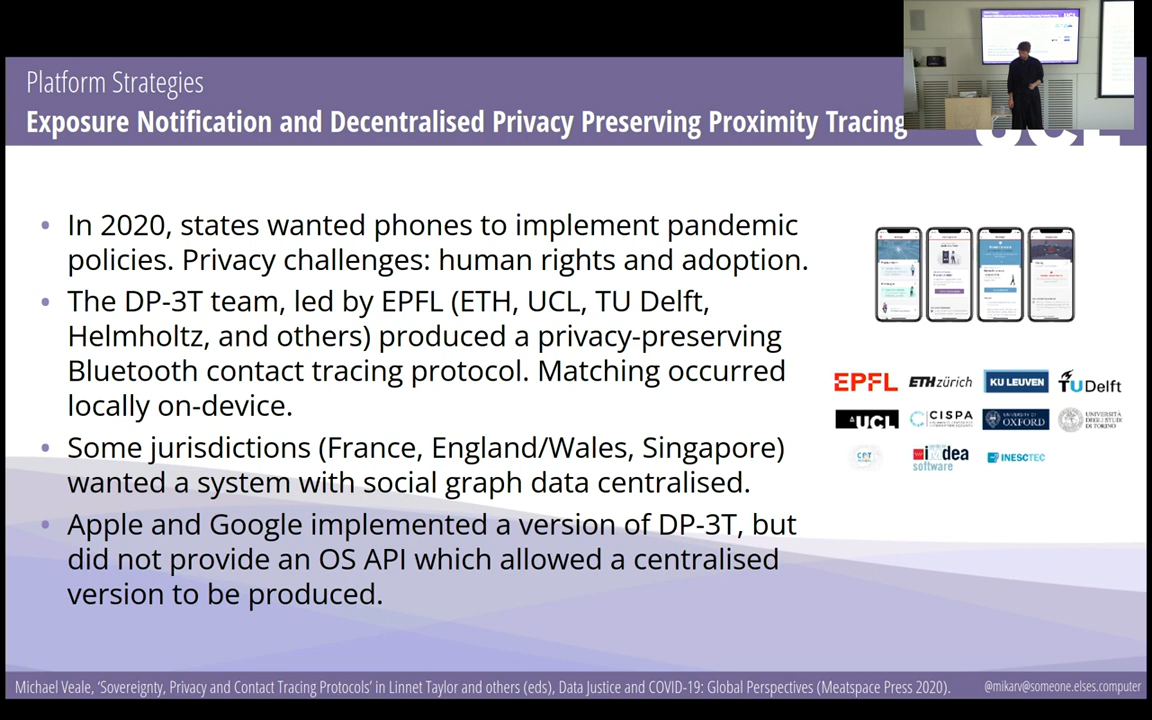 Platform Strategies
Exposure Notification and Decentralised Privacy Preserving Proximity Tracing
UCL
• In 2020, states wanted phones to implement pandemic
policies. Privacy challenges: human rights and adoption.
• The DP-3T team, led by EPFL (ETH, UCL, TU Delft,
Helmholtz, and others) produced a privacy-preserving
Bluetooth contact tracing protocol. Matching occurred
locally on-device.
• Some jurisdictions (France, England/Wales, Singapore)
wanted a system with social graph data centralised.
• Apple and Google implemented a version of DP-3T, but
did not provide an OS API which allowed a centralised
version to be produced.
EPFL ETH zürich KU LEUVEN TUDelft
UCL CISPA UNIVERSITY OF OXFORD UNIVERSITÀ DEGLI STUDI DI TORINO
imdea software INESCTEC
Michael Veale, ‘Sovereignty, Privacy and Contact Tracing Protocols’ in Linnet Taylor and others (eds), Data Justice and COVID-19: Global Perspectives (Meatspace Press 2020).
@mikarv@someone.elses.computer